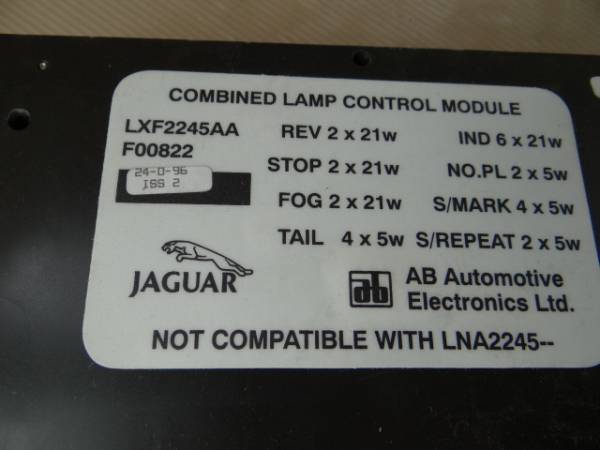 COMBINED LAMP CONTROL MODULE
LXF2245AA REV 2 x 21w IND 6 x 21w
F00822
24-0-96 STOP 2 x 21w NO.PL 2 x 5w
ISS 2
FOG 2 x 21w S/MARK 4 x 5w
TAIL 4 x 5w S/REPEAT 2 x 5w
JAGUAR ab AB Automotive
Electronics Ltd.
NOT COMPATIBLE WITH LNA2245--